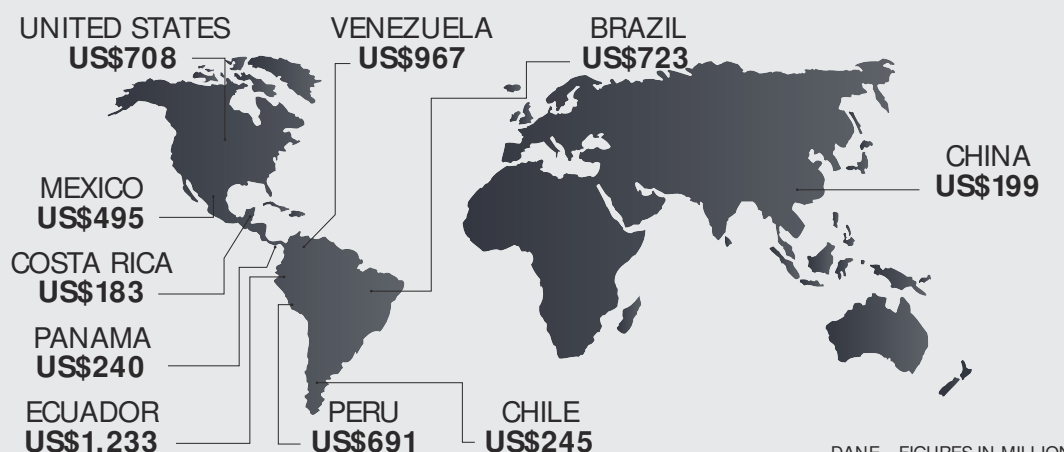 UNITED STATES
US$708
VENEZUELA
US$967
BRAZIL
US$723
CHINA
US$199
MEXICO
US$495
COSTA RICA
US$183
PANAMA
US$240
ECUADOR
US$1.233
PERU
US$691
CHILE
US$245
DANE - FIGURES IN